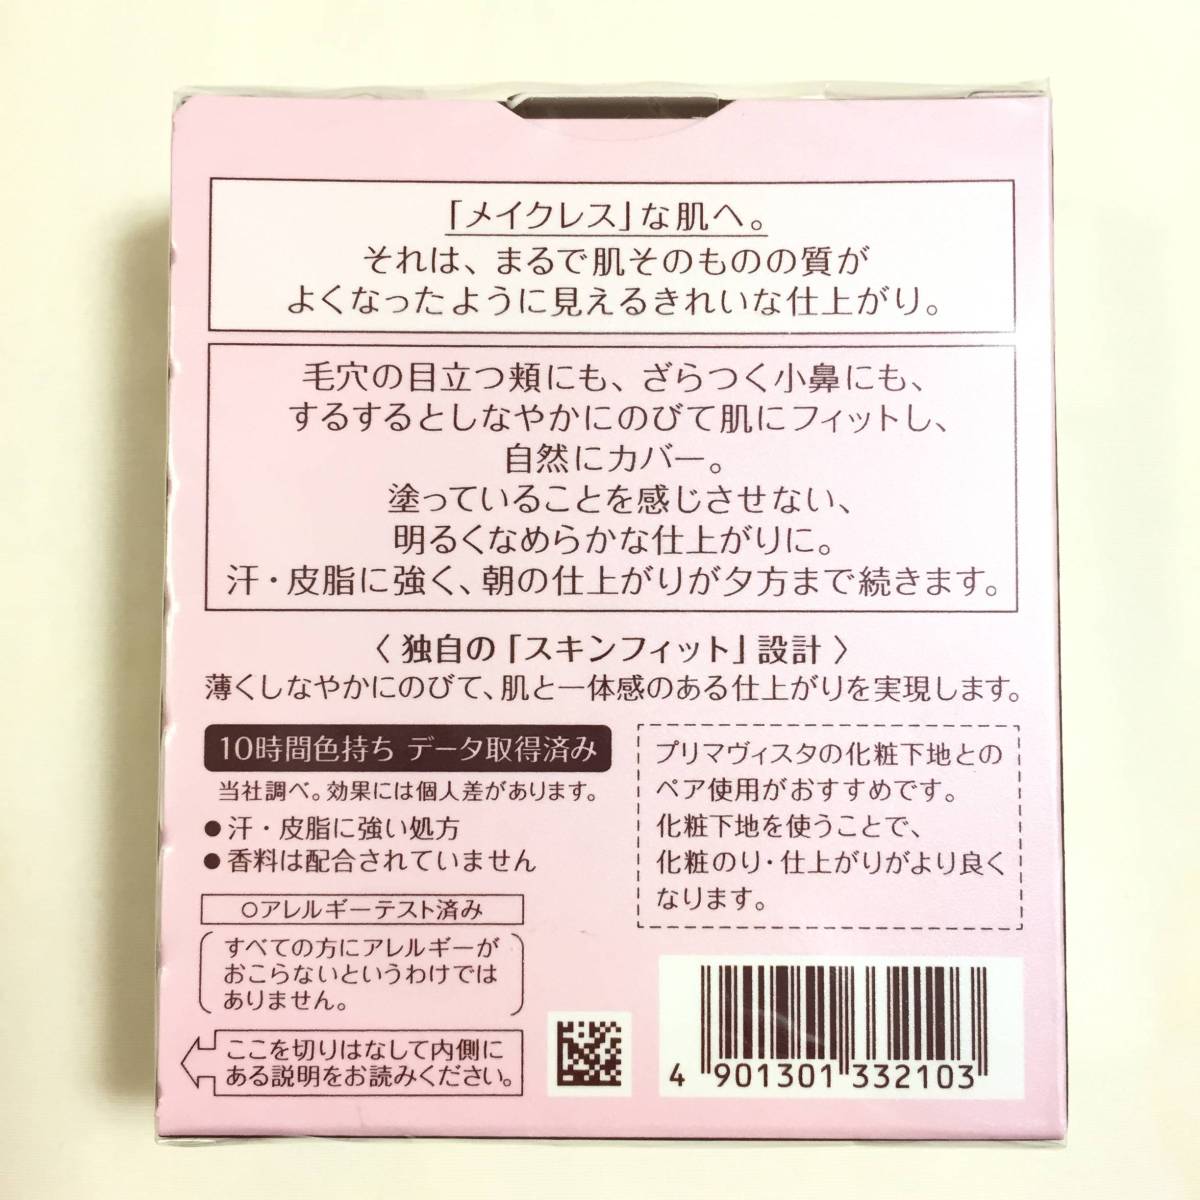 「メイクレス」な肌へ。
それは、まるで肌そのものの質が
よくなったように見えるきれいな仕上がり。
毛穴の目立つ頰にも、ざらつく小鼻にも、
するするとしなやかにのびて肌にフィットし、
自然にカバー。
塗っていることを感じさせない、
明るくなめらかな仕上がりに。
汗・皮脂に強く、朝の仕上がりが夕方まで続きます。
〈 独自の「スキンフィット」設計 〉
薄くしなやかにのびて、肌と一体感のある仕上がりを実現します。
10時間色持ち データ取得済み
当社調べ。効果には個人差があります。
● 汗・皮脂に強い処方
● 香料は配合されていません
○アレルギーテスト済み
すべての方にアレルギーが
おこらないというわけでは
ありません。
ここを切りはなして内側に
ある説明をお読みください。
プリマヴィスタの化粧下地との
ペア使用がおすすめです。
化粧下地を使うことで、
化粧のり・仕上がりがより良く
なります。
4 901301 332103